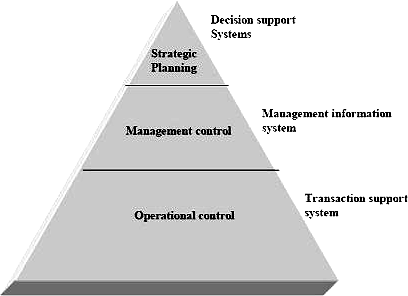 Decision support
Systems
Strategic
Planning
Management information
system
Management control
Transaction support
system
Operational control